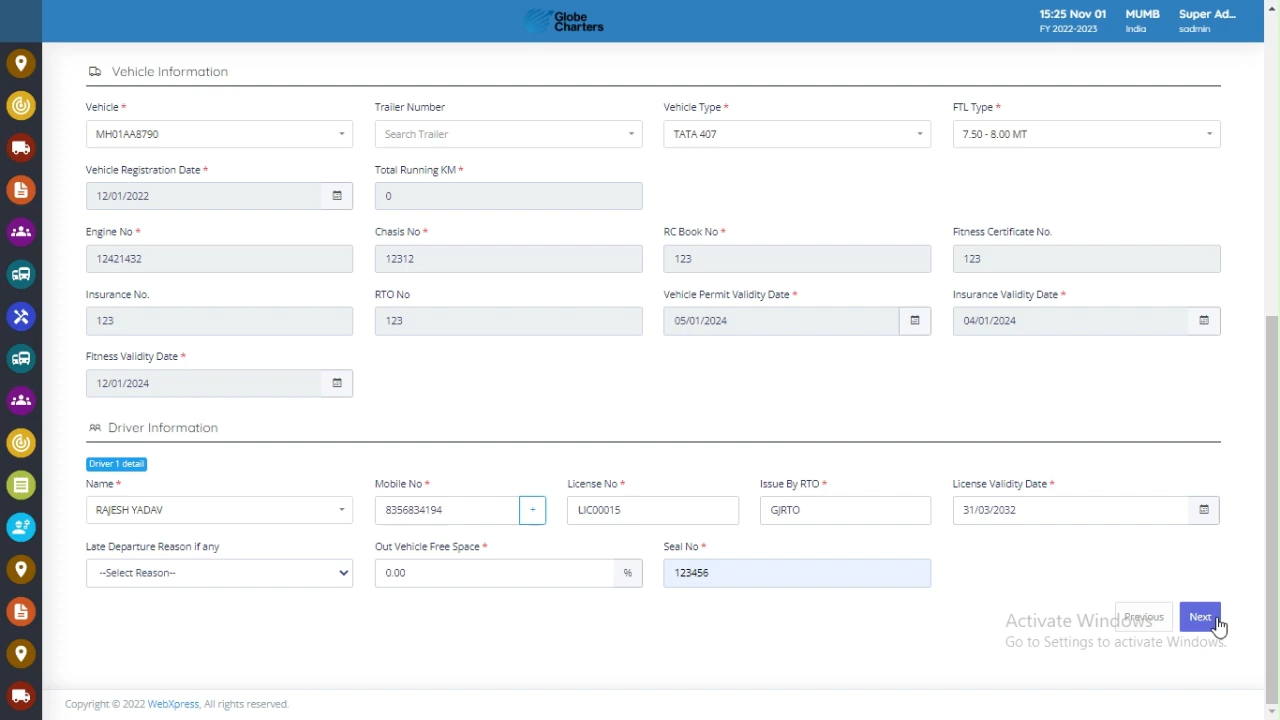 Globe
Charters
15:25 Nov 01 MUMB Super Ad...
FY 2022-2023 India sadmin
Vehicle Information
Vehicle * Trailer Number Vehicle Type * FTL Type *
MH01AA8790 Search Trailer TATA 407 7.50 - 8.00 MT
Vehicle Registration Date * Total Running KM *
12/01/2022 0
Engine No * Chasis No * RC Book No * Fitness Certificate No.
12421432 12312 123 123
Insurance No. RTO No Vehicle Permit Validity Date * Insurance Validity Date *
123 123 05/01/2024 04/01/2024
Fitness Validity Date *
12/01/2024
Driver Information
Driver 1 detail
Name * Mobile No * License No * Issue By RTO * License Validity Date *
RAJESH YADAV 8356834194 + LIC00015 GJRTO 31/03/2032
Late Departure Reason if any Out Vehicle Free Space * Seal No *
--Select Reason-- 0.00 % 123456
Previous Next
Activate Windows
Go to Settings to activate Windows.
Copyright © 2022 WebXpress, All rights reserved.